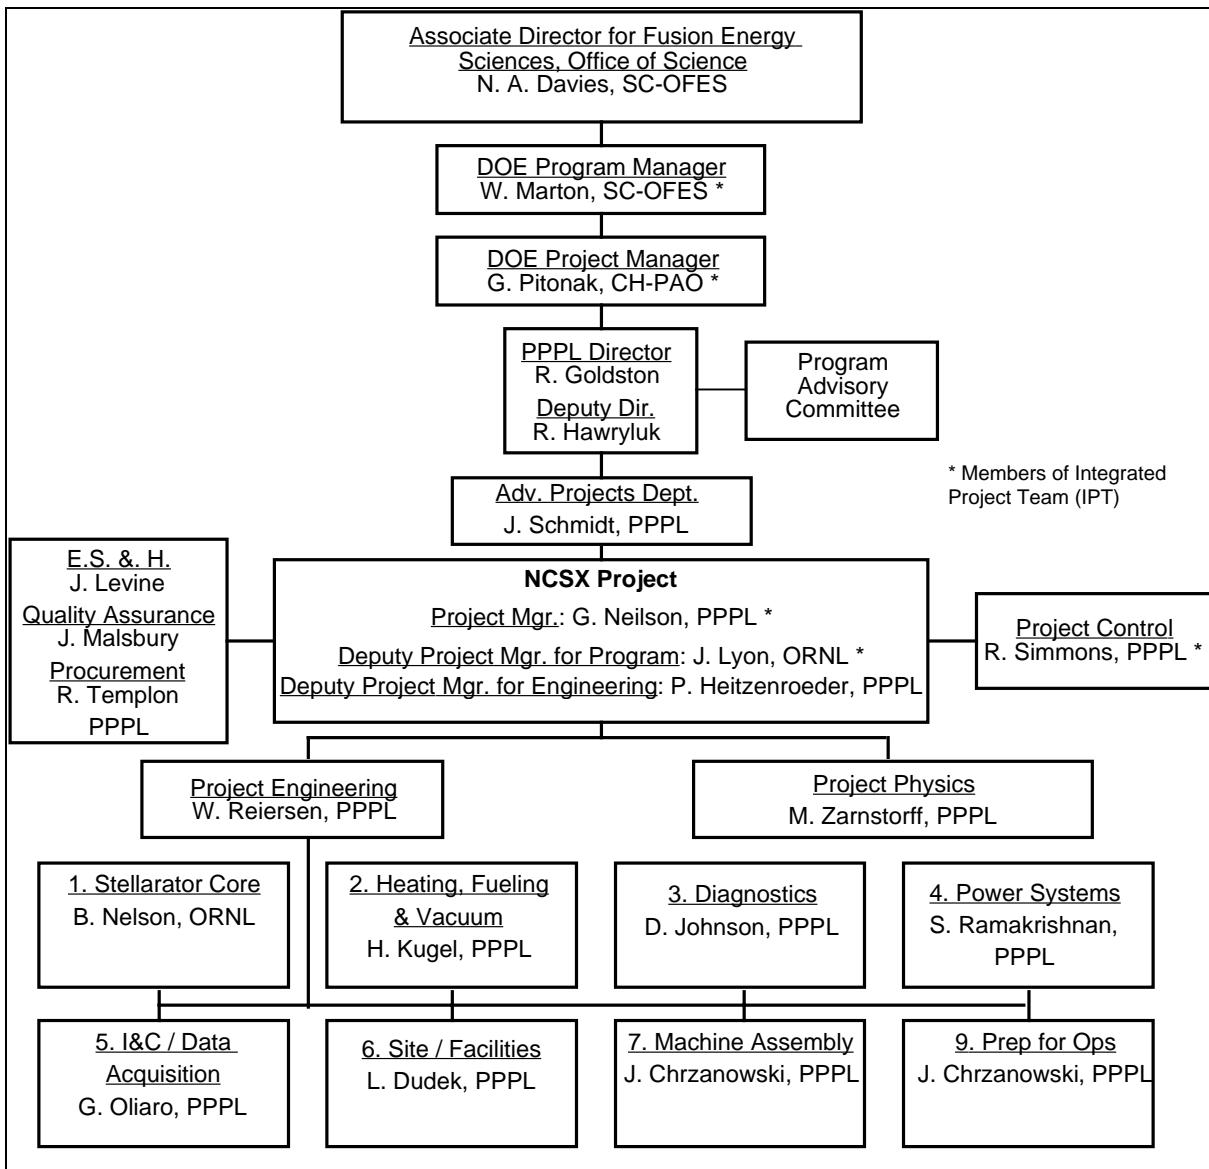 Associate Director for Fusion Energy
Sciences, Office of Science
N. A. Davies, SC-OFES
DOE Program Manager
W. Marton, SC-OFES *
DOE Project Manager
G. Pitonak, CH-PAO *
PPPL Director
R. Goldston
Deputy Dir.
R. Hawryluk
Program
Advisory
Committee
* Members of Integrated
Project Team (IPT)
Adv. Projects Dept.
J. Schmidt, PPPL
E.S. &. H.
J. Levine
Quality Assurance
J. Malsbury
Procurement
R. Templon
PPPL
NCSX Project
Project Mgr.: G. Neilson, PPPL *
Deputy Project Mgr. for Program: J. Lyon, ORNL *
Deputy Project Mgr. for Engineering: P. Heitzenroeder, PPPL
Project Control
R. Simmons, PPPL *
Project Engineering
W. Reiersen, PPPL
Project Physics
M. Zarnstorff, PPPL
1. Stellarator Core
B. Nelson, ORNL
2. Heating, Fueling
& Vacuum
H. Kugel, PPPL
3. Diagnostics
D. Johnson, PPPL
4. Power Systems
S. Ramakrishnan,
PPPL
5. I&C / Data
Acquisition
G. Oliaro, PPPL
6. Site / Facilities
L. Dudek, PPPL
7. Machine Assembly
J. Chrzanowski, PPPL
9. Prep for Ops
J. Chrzanowski, PPPL